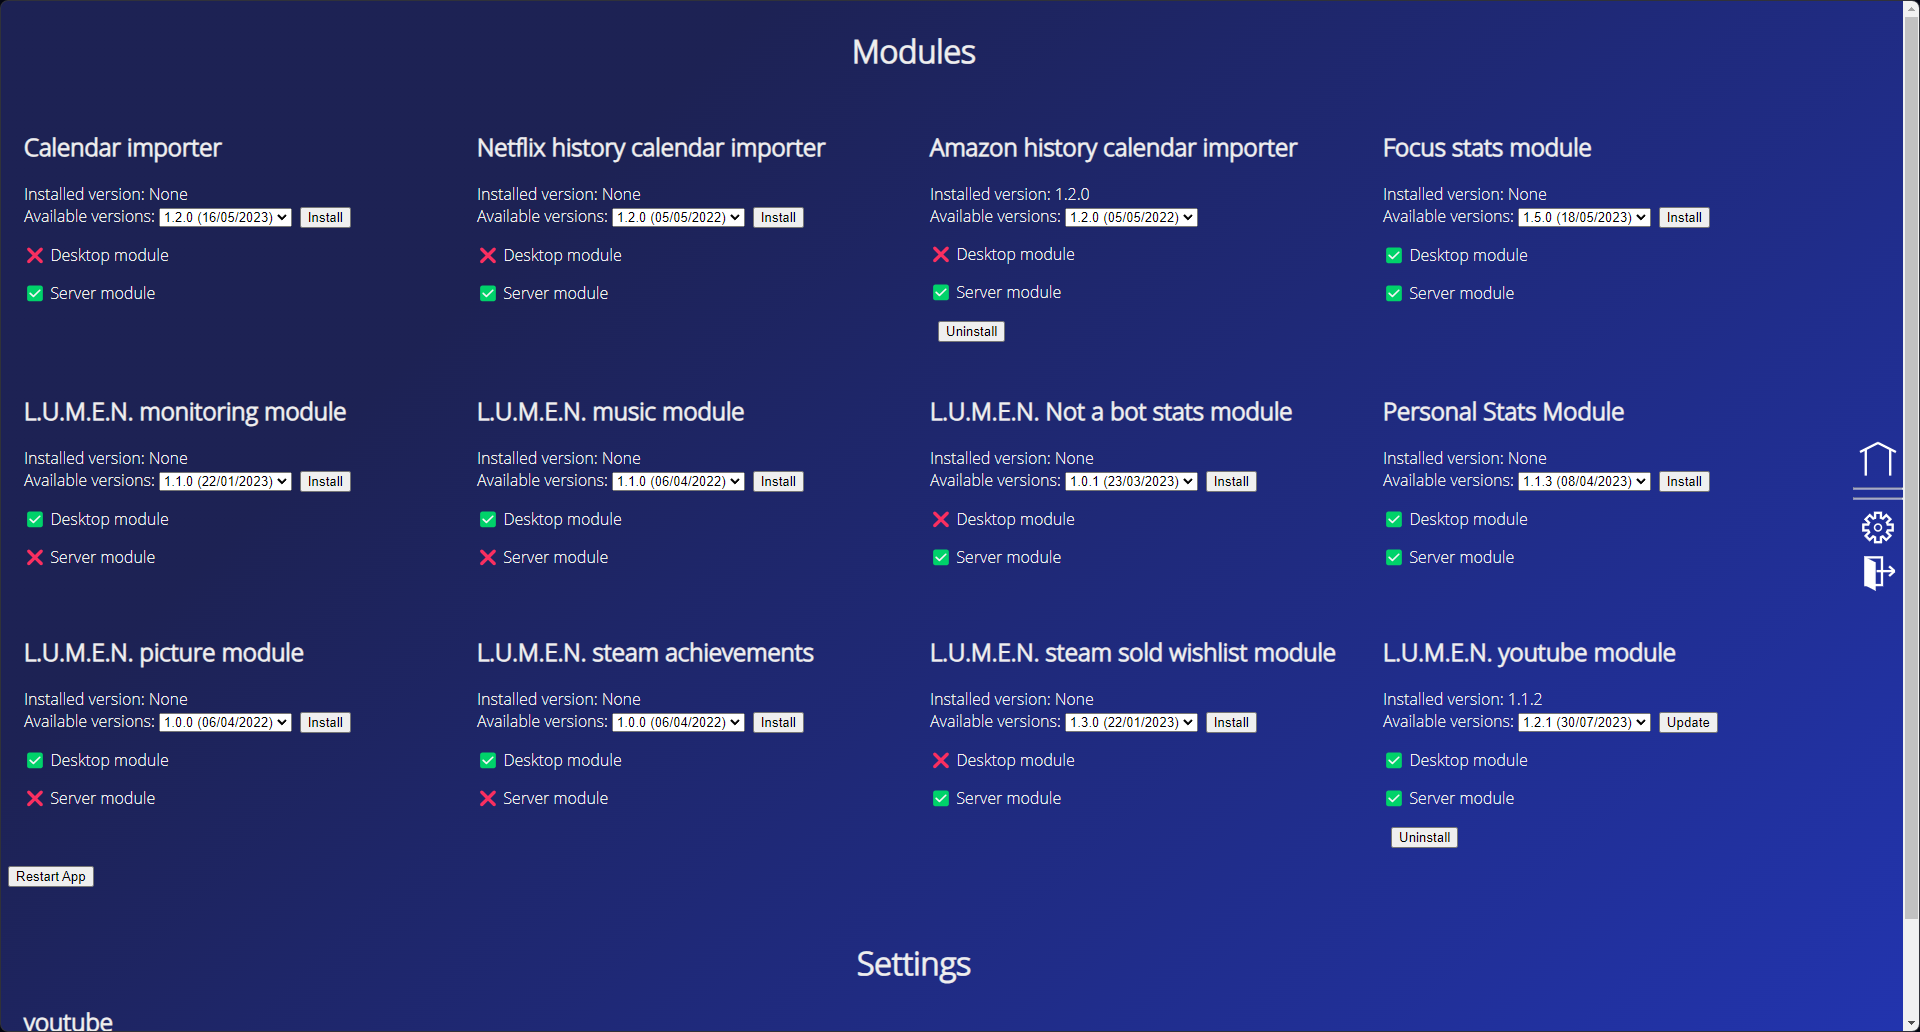 Modules
Calendar importer
Installed version: None
Available versions: 1.2.0 (16/05/2023) Install
Desktop module
Server module
Netflix history calendar importer
Installed version: None
Available versions: 1.2.0 (05/05/2022) Install
Desktop module
Server module
Amazon history calendar importer
Installed version: 1.2.0
Available versions: 1.2.0 (05/05/2022)
Desktop module
Server module
Uninstall
Focus stats module
Installed version: None
Available versions: 1.5.0 (18/05/2023) Install
Desktop module
Server module
L.U.M.E.N. monitoring module
Installed version: None
Available versions: 1.1.0 (22/01/2023) Install
Desktop module
Server module
L.U.M.E.N. music module
Installed version: None
Available versions: 1.1.0 (06/04/2022) Install
Desktop module
Server module
L.U.M.E.N. Not a bot stats module
Installed version: None
Available versions: 1.0.1 (23/03/2023) Install
Desktop module
Server module
Personal Stats Module
Installed version: None
Available versions: 1.1.3 (08/04/2023) Install
Desktop module
Server module
L.U.M.E.N. picture module
Installed version: None
Available versions: 1.0.0 (06/04/2022) Install
Desktop module
Server module
L.U.M.E.N. steam achievements
Installed version: None
Available versions: 1.0.0 (06/04/2022) Install
Desktop module
Server module
L.U.M.E.N. steam sold wishlist module
Installed version: None
Available versions: 1.3.0 (22/01/2023) Install
Desktop module
Server module
L.U.M.E.N. youtube module
Installed version: 1.1.2
Available versions: 1.2.1 (30/07/2023) Update
Desktop module
Server module
Uninstall
Restart App
Settings
youtube